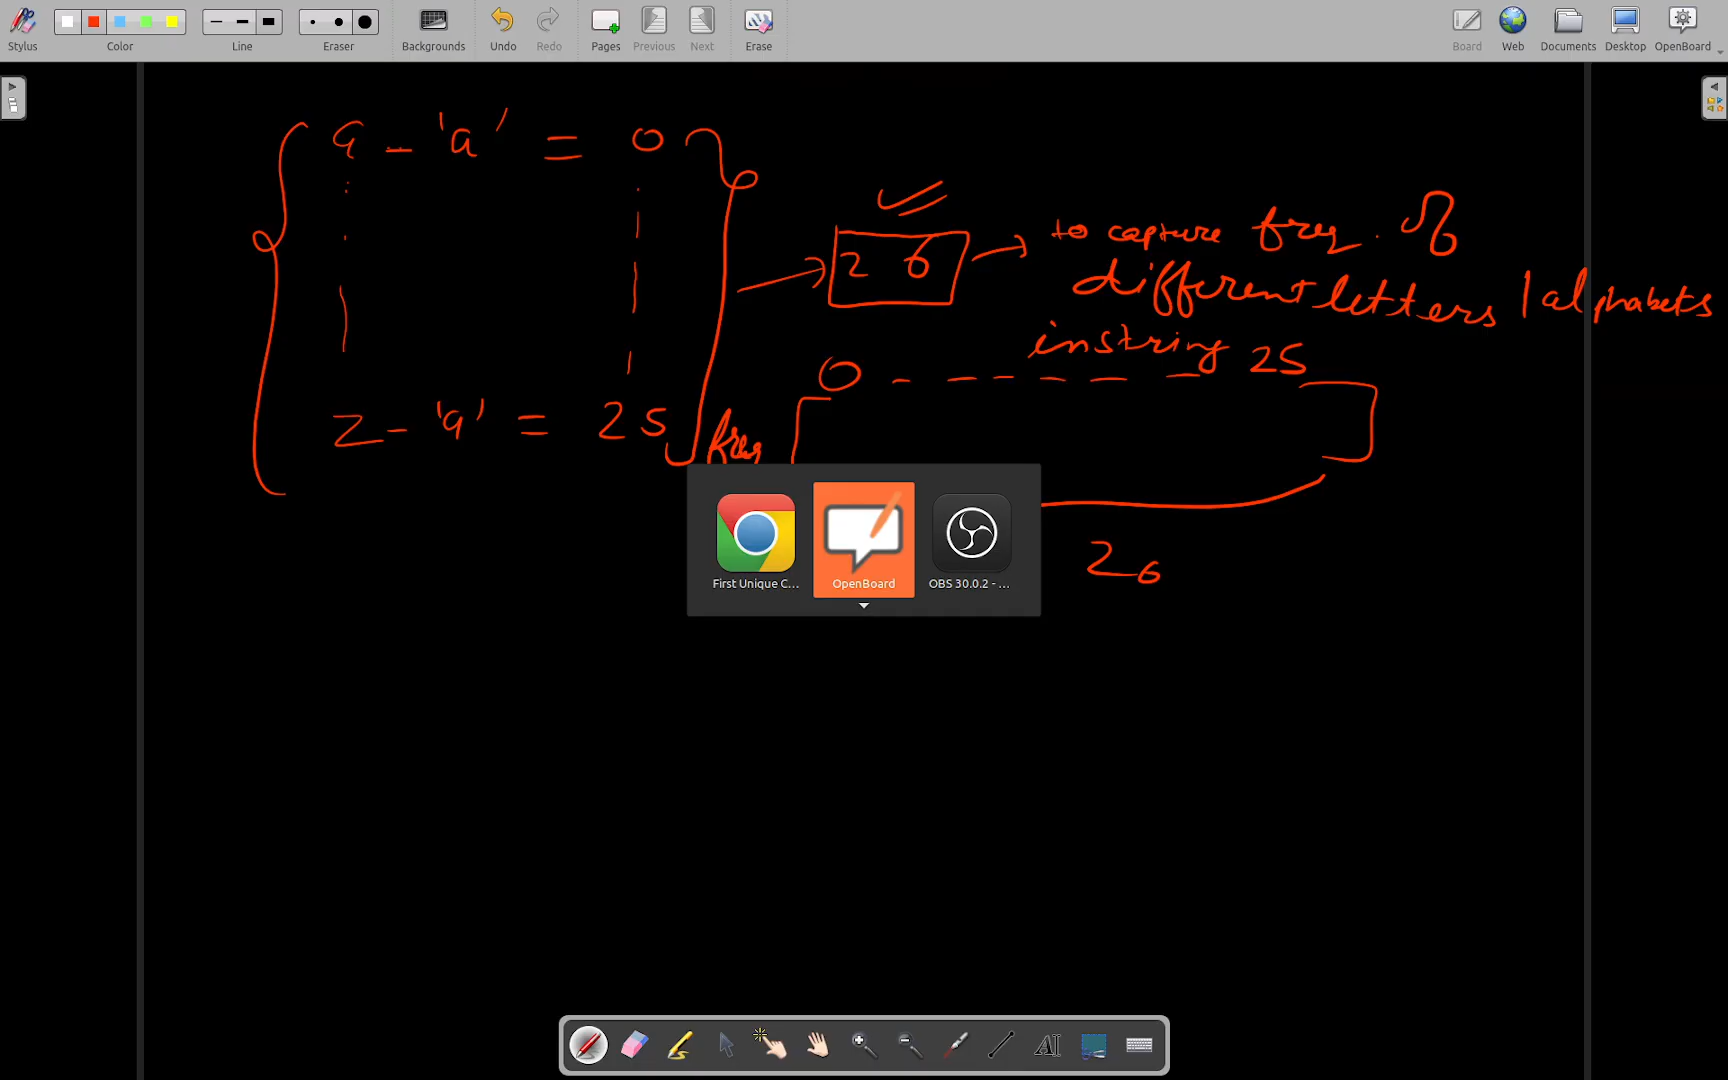 Stylus Color Line Eraser Backgrounds Undo Redo Pages Previous Next Erase Board Web Documents Desktop OpenBoard
a - 'a' = 0
26
to capture freq. of
different letters / alphabets
in string
0 - - - - - - 25
z - 'a' = 25
freq
First Unique C... OpenBoard OBS 30.0.2 - ...
26